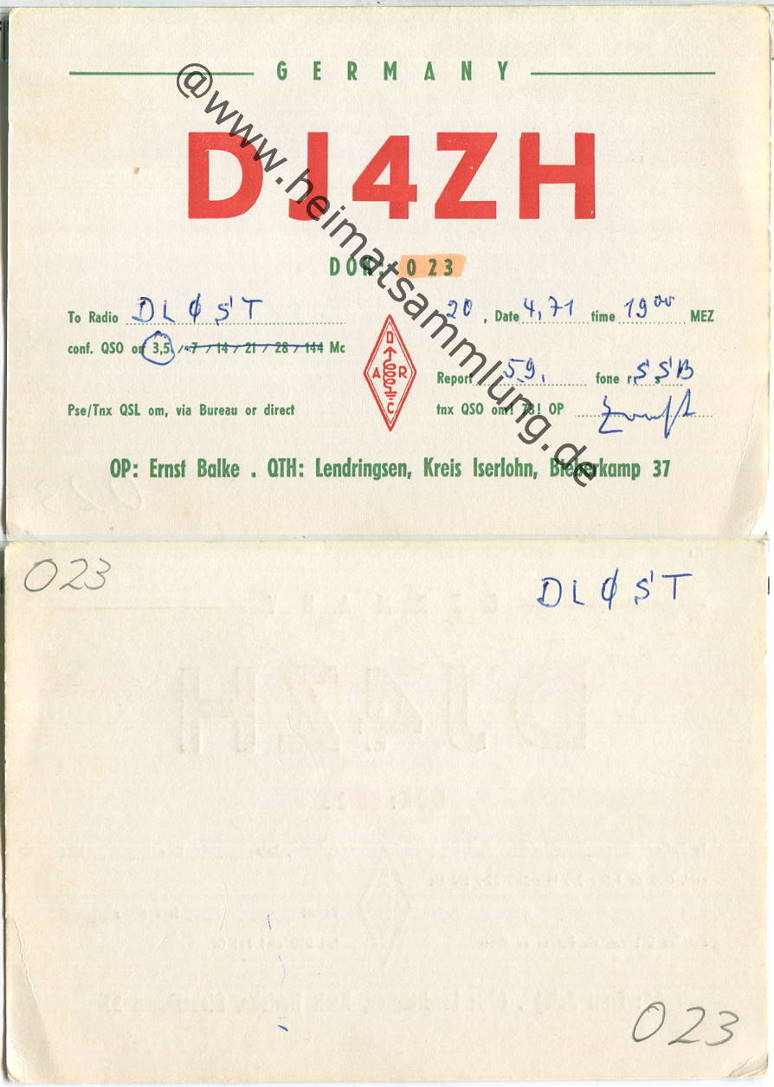 GERMANY
DJ4ZH
DOK: 023
To Radio DLØST 20, Date 4,71 time 19⁰⁰ MEZ
conf. QSO on 3,5 / 7 / 14 / 21 / 28 / 144 Mc
D A R C
Report 59. fone r, SSB
Pse/Tnx QSL om, via Bureau or direct
tnx QSO om! 73! OP
OP: Ernst Balke . QTH: Lendringsen, Kreis Iserlohn, Bieberkamp 37
@www.heimatsammlung.de
023
DLØST
023